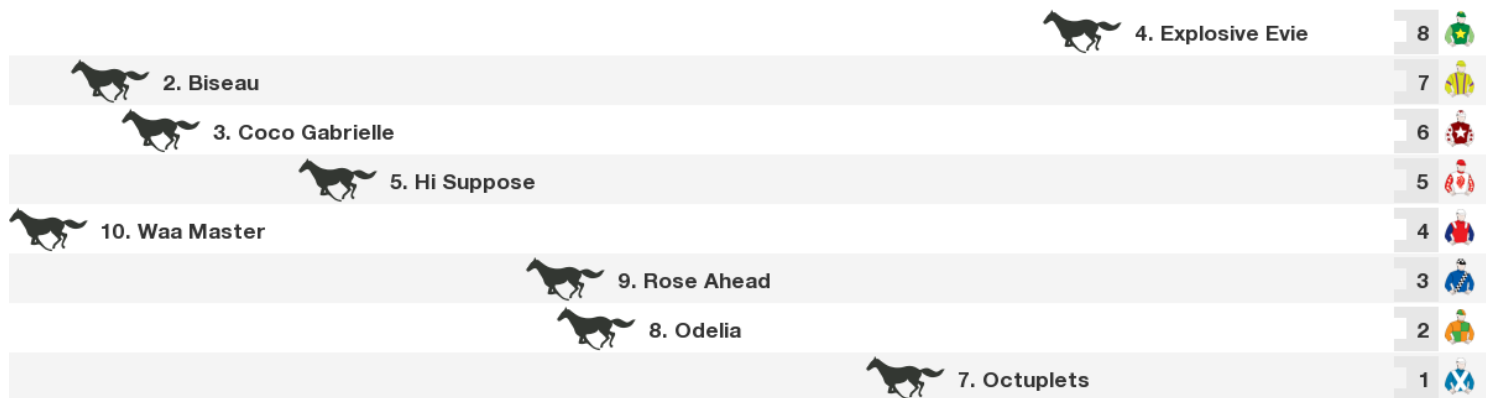 4. Explosive Evie 8
2. Biseau 7
3. Coco Gabrielle 6
5. Hi Suppose 5
10. Waa Master 4
9. Rose Ahead 3
8. Odelia 2
7. Octuplets 1